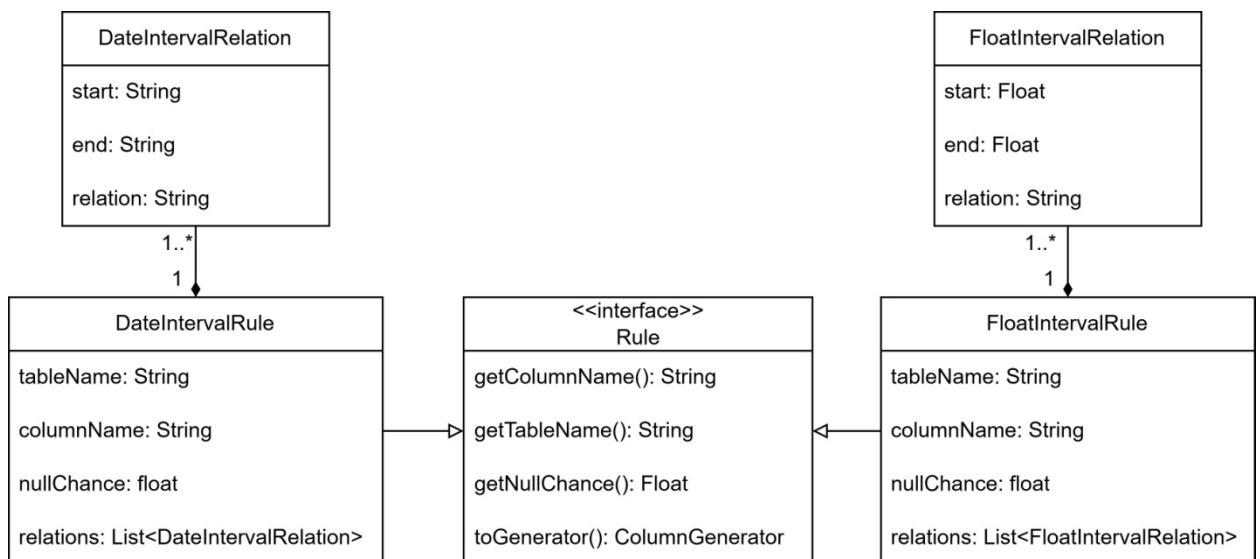 DateIntervalRelation
start: String
end: String
relation: String
1..*
1
DateIntervalRule
tableName: String
columnName: String
nullChance: float
relations: List<DateIntervalRelation>
<<interface>>
Rule
getColumnName(): String
getTableName(): String
getNullChance(): Float
toGenerator(): ColumnGenerator
FloatIntervalRelation
start: Float
end: Float
relation: String
1..*
1
FloatIntervalRule
tableName: String
columnName: String
nullChance: float
relations: List<FloatIntervalRelation>